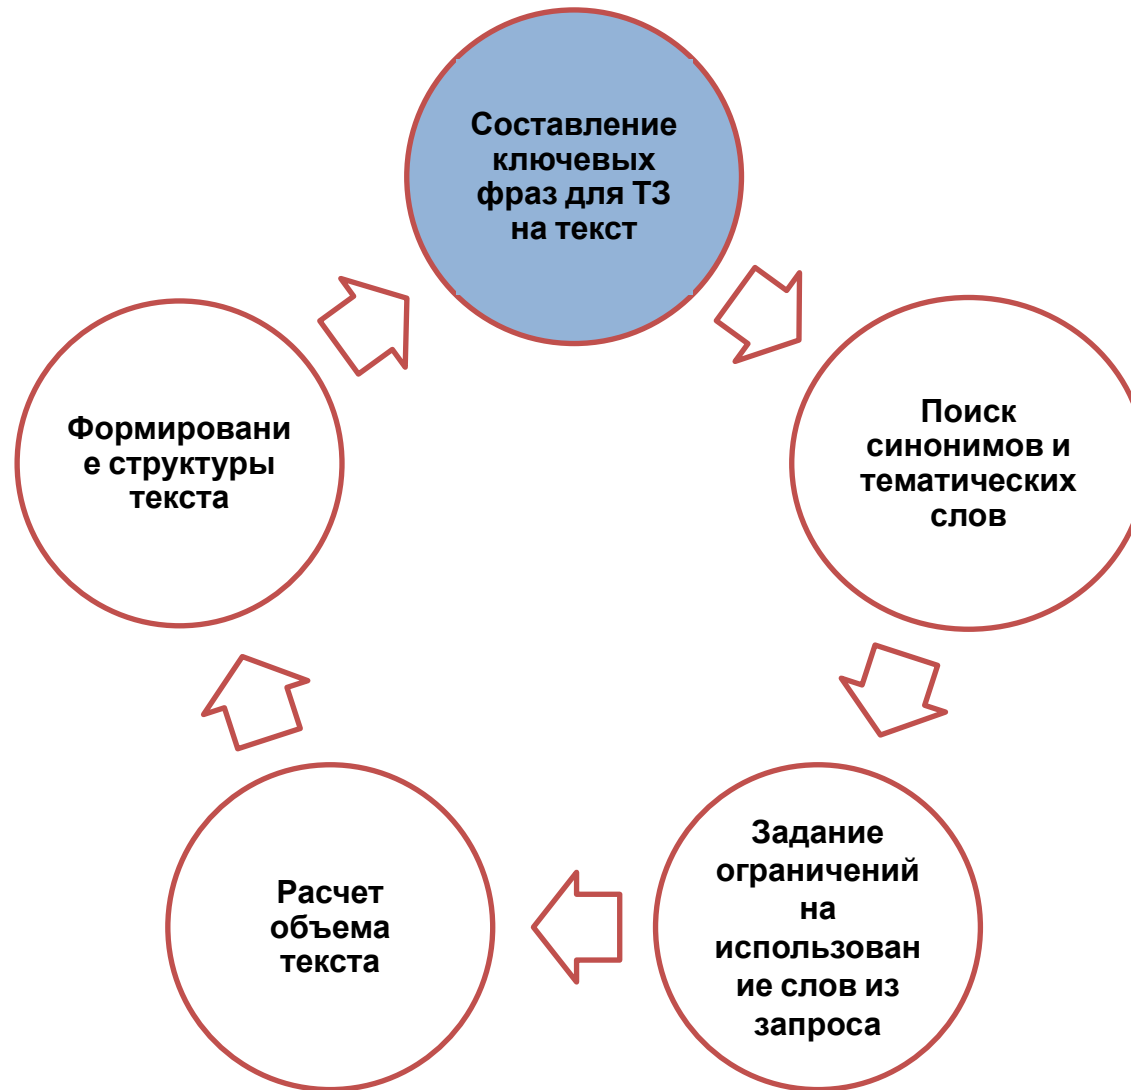 Составление
ключевых
фраз для ТЗ
на текст
Поиск
синонимов и
тематических
слов
Задание
ограничений
на
использован
ие слов из
запроса
Расчет
объема
текста
Формировани
е структуры
текста